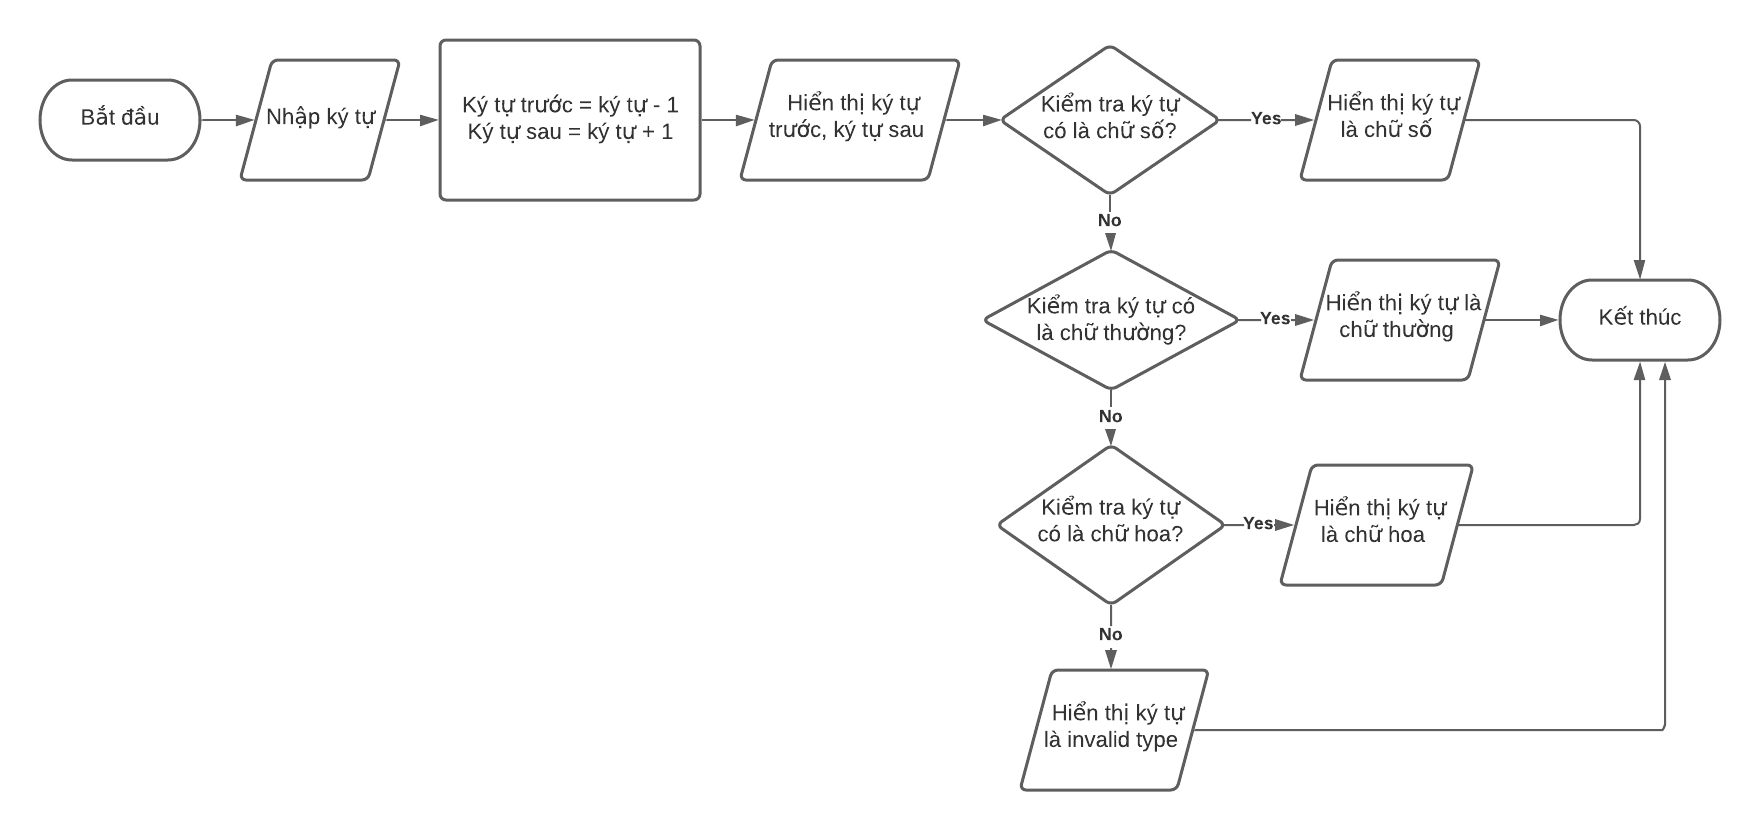 Bắt đầu
Nhập ký tự
Ký tự trước = ký tự - 1
Ký tự sau = ký tự + 1
Hiển thị ký tự
trước, ký tự sau
Kiểm tra ký tự
có là chữ số?
Yes
Hiển thị ký tự
là chữ số
No
Kiểm tra ký tự có
là chữ thường?
Yes
Hiển thị ký tự là
chữ thường
Kết thúc
No
Kiểm tra ký tự
có là chữ hoa?
Yes
Hiển thị ký tự
là chữ hoa
No
Hiển thị ký tự
là invalid type